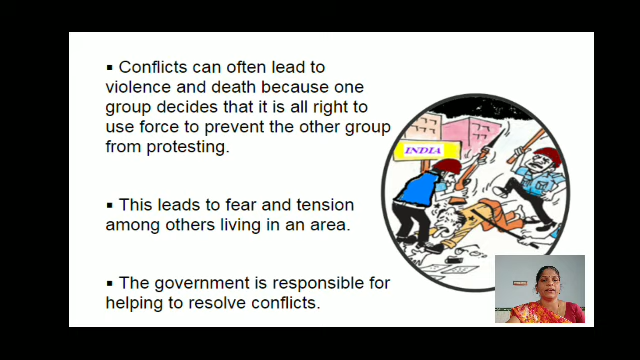 ▪ Conflicts can often lead to
violence and death because one
group decides that it is all right to
use force to prevent the other group
from protesting.
▪ This leads to fear and tension
among others living in an area.
▪ The government is responsible for
helping to resolve conflicts.
INDIA